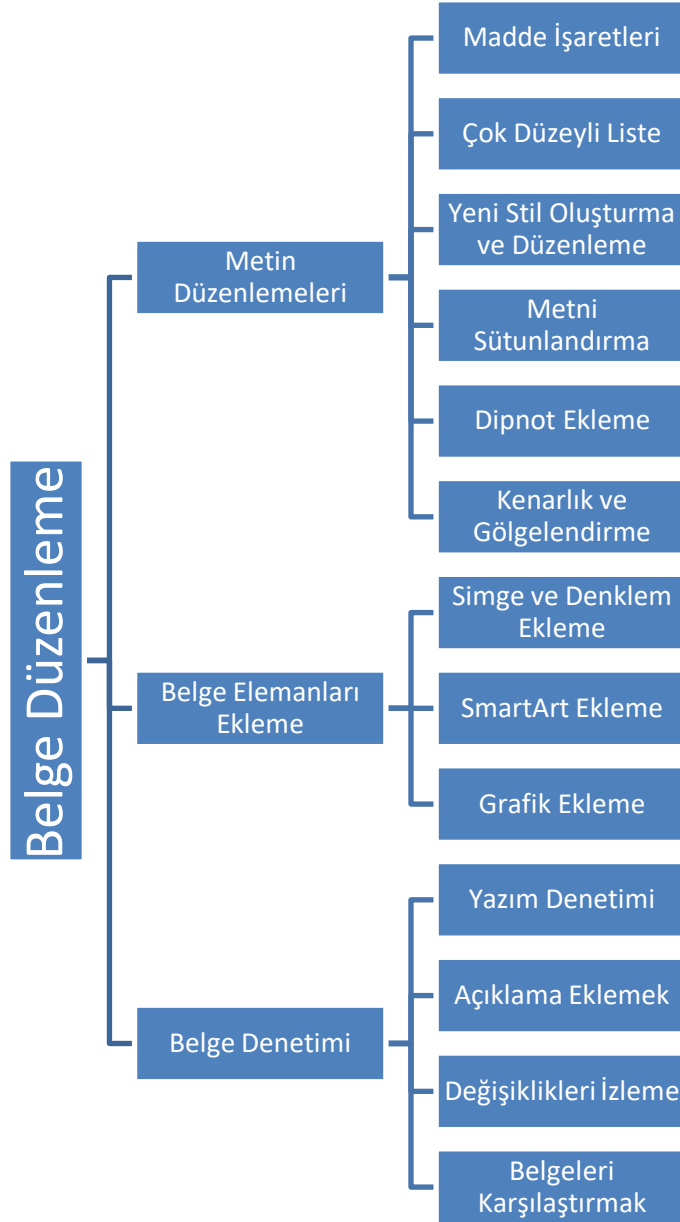 Belge Düzenleme
Metin
Düzenlemeleri
Madde İşaretleri
Çok Düzeyli Liste
Yeni Stil Oluşturma
ve Düzenleme
Metni
Sütunlandırma
Dipnot Ekleme
Kenarlık ve
Gölgelendirme
Belge Elemanları
Ekleme
Simge ve Denklem
Ekleme
SmartArt Ekleme
Grafik Ekleme
Belge Denetimi
Yazım Denetimi
Açıklama Eklemek
Değişiklikleri İzleme
Belgeleri
Karşılaştırmak